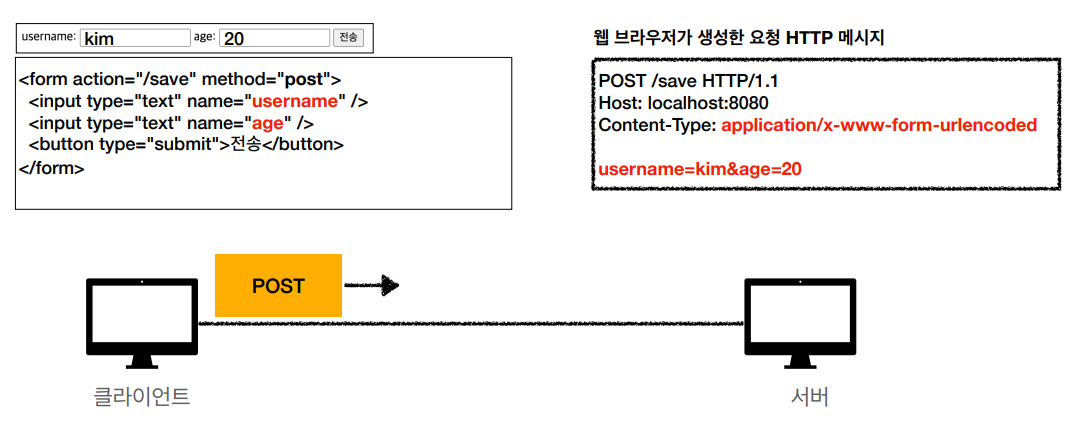 username: kim age: 20 전송
<form action="/save" method="post">
<input type="text" name="username" />
<input type="text" name="age" />
<button type="submit">전송</button>
</form>
웹 브라우저가 생성한 요청 HTTP 메시지
POST /save HTTP/1.1
Host: localhost:8080
Content-Type: application/x-www-form-urlencoded
username=kim&age=20
POST
클라이언트
서버